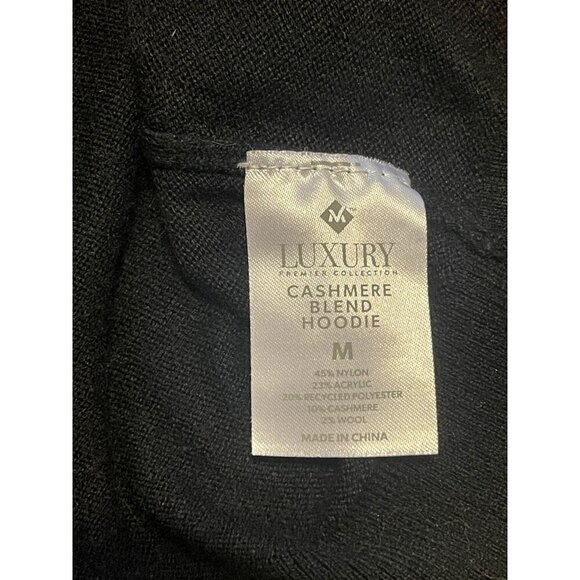 M™
LUXURY
PREMIER COLLECTION
CASHMERE
BLEND
HOODIE
M
45% NYLON
23% ACRYLIC
20% RECYCLED POLYESTER
10% CASHMERE
2% WOOL
MADE IN CHINA